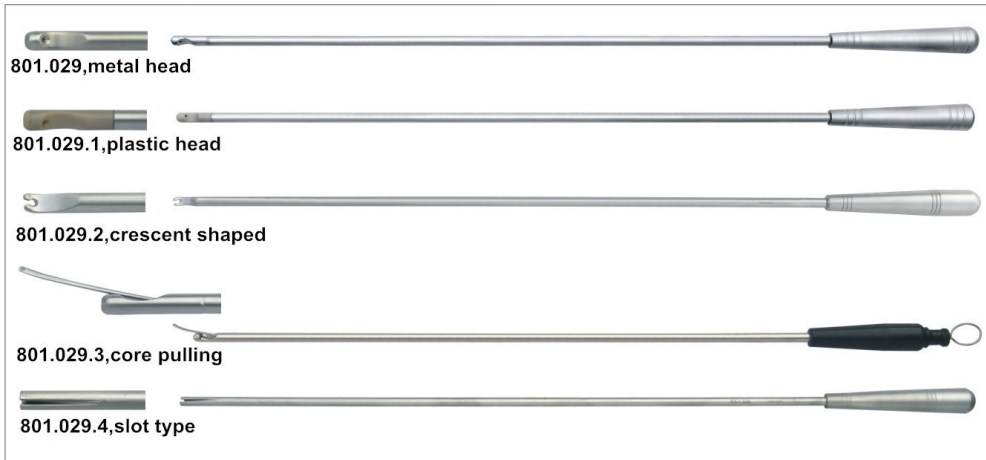 801.029,metal head
801.029.1,plastic head
801.029.2,crescent shaped
801.029.3,core pulling
801.029.4,slot type